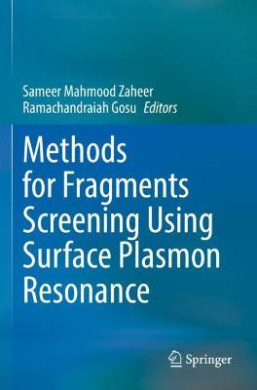 Sameer Mahmood Zaheer
Ramachandraiah Gosu Editors
Methods
for Fragments
Screening Using
Surface Plasmon
Resonance
Springer